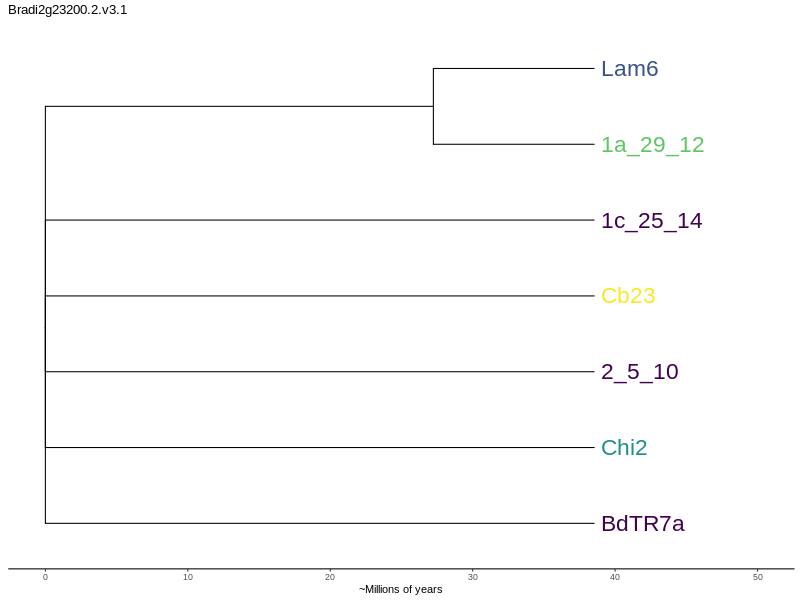 Bradi2g23200.2.v3.1
Lam6
1a_29_12
1c_25_14
Cb23
2_5_10
Chi2
BdTR7a
0 10 20 30 40 50
~Millions of years